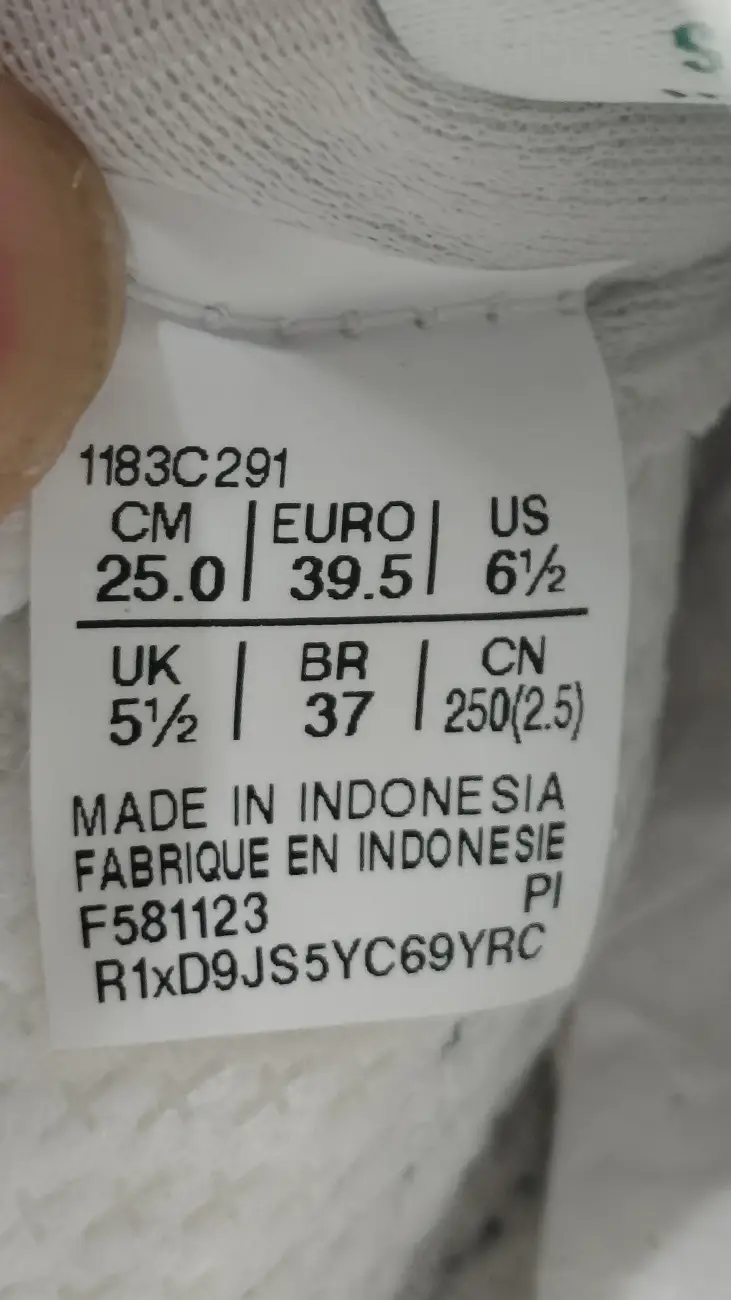 S
1183C291
CM | EURO | US
25.0 | 39.5 | 6½
UK | BR | CN
5½ | 37 | 250(2.5)
MADE IN INDONESIA
FABRIQUE EN INDONESIE
F581123 PI
R1xD9JS5YC69YRC